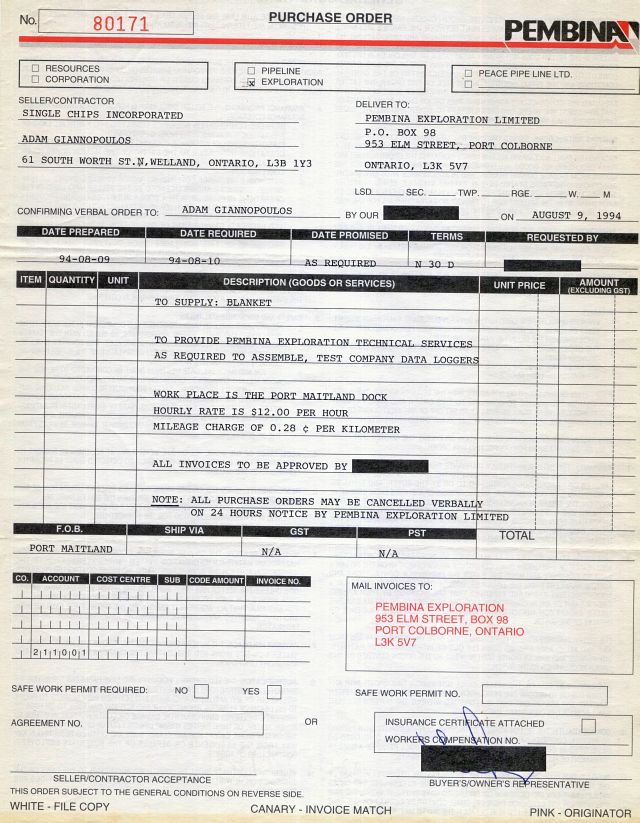 No. 80171
PURCHASE ORDER
PEMBINA
RESOURCES
CORPORATION
PIPELINE
x EXPLORATION
PEACE PIPE LINE LTD.
SELLER/CONTRACTOR
SINGLE CHIPS INCORPORATED
ADAM GIANNOPOULOS
61 SOUTH WORTH ST.N,WELLAND, ONTARIO, L3B 1Y3
DELIVER TO:
PEMBINA EXPLORATION LIMITED
P.O. BOX 98
953 ELM STREET, PORT COLBORNE
ONTARIO, L3K 5V7
LSD. SEC. TWP. RGE. W. M
CONFIRMING VERBAL ORDER TO: ADAM GIANNOPOULOS BY OUR ON AUGUST 9, 1994
DATE PREPARED DATE REQUIRED DATE PROMISED TERMS REQUESTED BY
94-08-09 94-08-10 AS REQUIRED N 30 D
ITEM QUANTITY UNIT DESCRIPTION (GOODS OR SERVICES) UNIT PRICE AMOUNT
(EXCLUDING GST)
TO SUPPLY: BLANKET
TO PROVIDE PEMBINA EXPLORATION TECHNICAL SERVICES
AS REQUIRED TO ASSEMBLE, TEST COMPANY DATA LOGGERS
WORK PLACE IS THE PORT MAITLAND DOCK
HOURLY RATE IS $12.00 PER HOUR
MILEAGE CHARGE OF 0.28 ¢ PER KILOMETER
ALL INVOICES TO BE APPROVED BY
NOTE: ALL PURCHASE ORDERS MAY BE CANCELLED VERBALLY
ON 24 HOURS NOTICE BY PEMBINA EXPLORATION LIMITED
F.O.B. SHIP VIA GST PST TOTAL
PORT MAITLAND N/A N/A
CO. ACCOUNT COST CENTRE SUB CODE AMOUNT INVOICE NO.
211001
MAIL INVOICES TO:
PEMBINA EXPLORATION
953 ELM STREET, BOX 98
PORT COLBORNE, ONTARIO
L3K 5V7
SAFE WORK PERMIT REQUIRED: NO YES
SAFE WORK PERMIT NO.
AGREEMENT NO.
OR
INSURANCE CERTIFICATE ATTACHED
WORKERS COMPENSATION NO.
SELLER/CONTRACTOR ACCEPTANCE
BUYER'S/OWNER'S REPRESENTATIVE
THIS ORDER SUBJECT TO THE GENERAL CONDITIONS ON REVERSE SIDE.
WHITE - FILE COPY
CANARY - INVOICE MATCH
PINK - ORIGINATOR